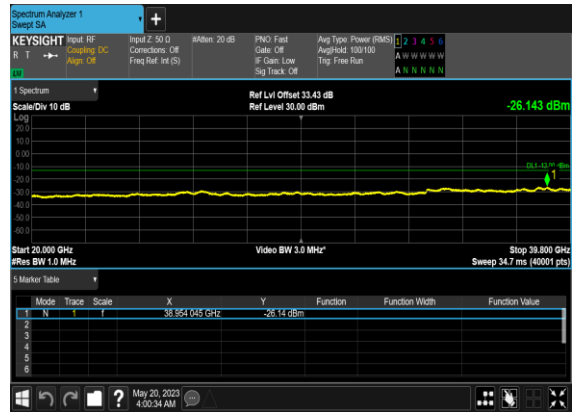 Spectrum Analyzer 1
Swept SA
+
KEYSIGHT
R T
Input: RF
Coupling: DC
Align: Off
Input Z: 50 Ω
Corrections: Off
Freq Ref: Int (S)
#Atten: 20 dB
PNO: Fast
Gate: Off
IF Gain: Low
Sig Track: Off
Avg Type: Power (RMS)
Avg|Hold: 100/100
Trig: Free Run
1 2 3 4 5 6
A W W W W W
A N N N N N
1 Spectrum
Scale/Div 10 dB
Ref Lvl Offset 33.43 dB
Ref Level 30.00 dBm
-26.143 dBm
Log
20.0
10.0
0.00
-10.0
-20.0
-30.0
-40.0
-50.0
-60.0
DL1 -13.00 dBm
1
Start 20.000 GHz
#Res BW 1.0 MHz
Video BW 3.0 MHz*
Stop 39.800 GHz
Sweep 34.7 ms (40001 pts)
5 Marker Table
Mode Trace Scale X Y Function Function Width Function Value
1 N 1 f 38.954 045 GHz -26.14 dBm
2
3
4
5
6
?
May 20, 2023
4:00:34 AM